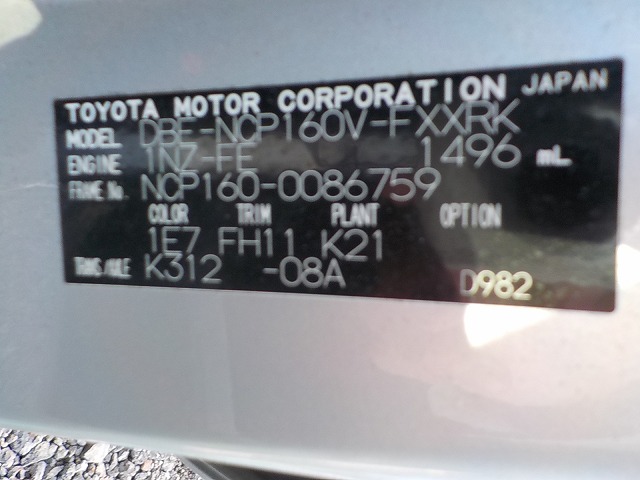 TOYOTA MOTOR CORPORATION JAPAN
MODEL DBE-NCP160V-FXXRK
ENGINE 1NZ-FE 1496 mL
FRAME No. NCP160-0086759
COLOR TRIM PLANT OPTION
1E7 FH11 K21
TRANS/AXLE K312 -08A D982